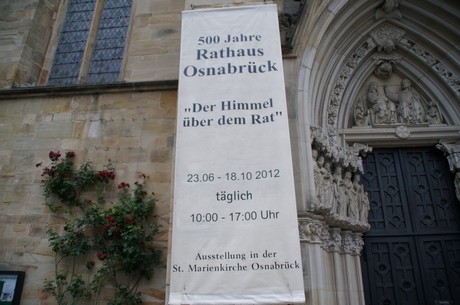 500 Jahre
Rathaus
Osnabrück
"Der Himmel
über dem Rat"
23.06 - 18.10 2012
täglich
10:00 - 17:00 Uhr
Ausstellung in der
St. Marienkirche Osnabrück